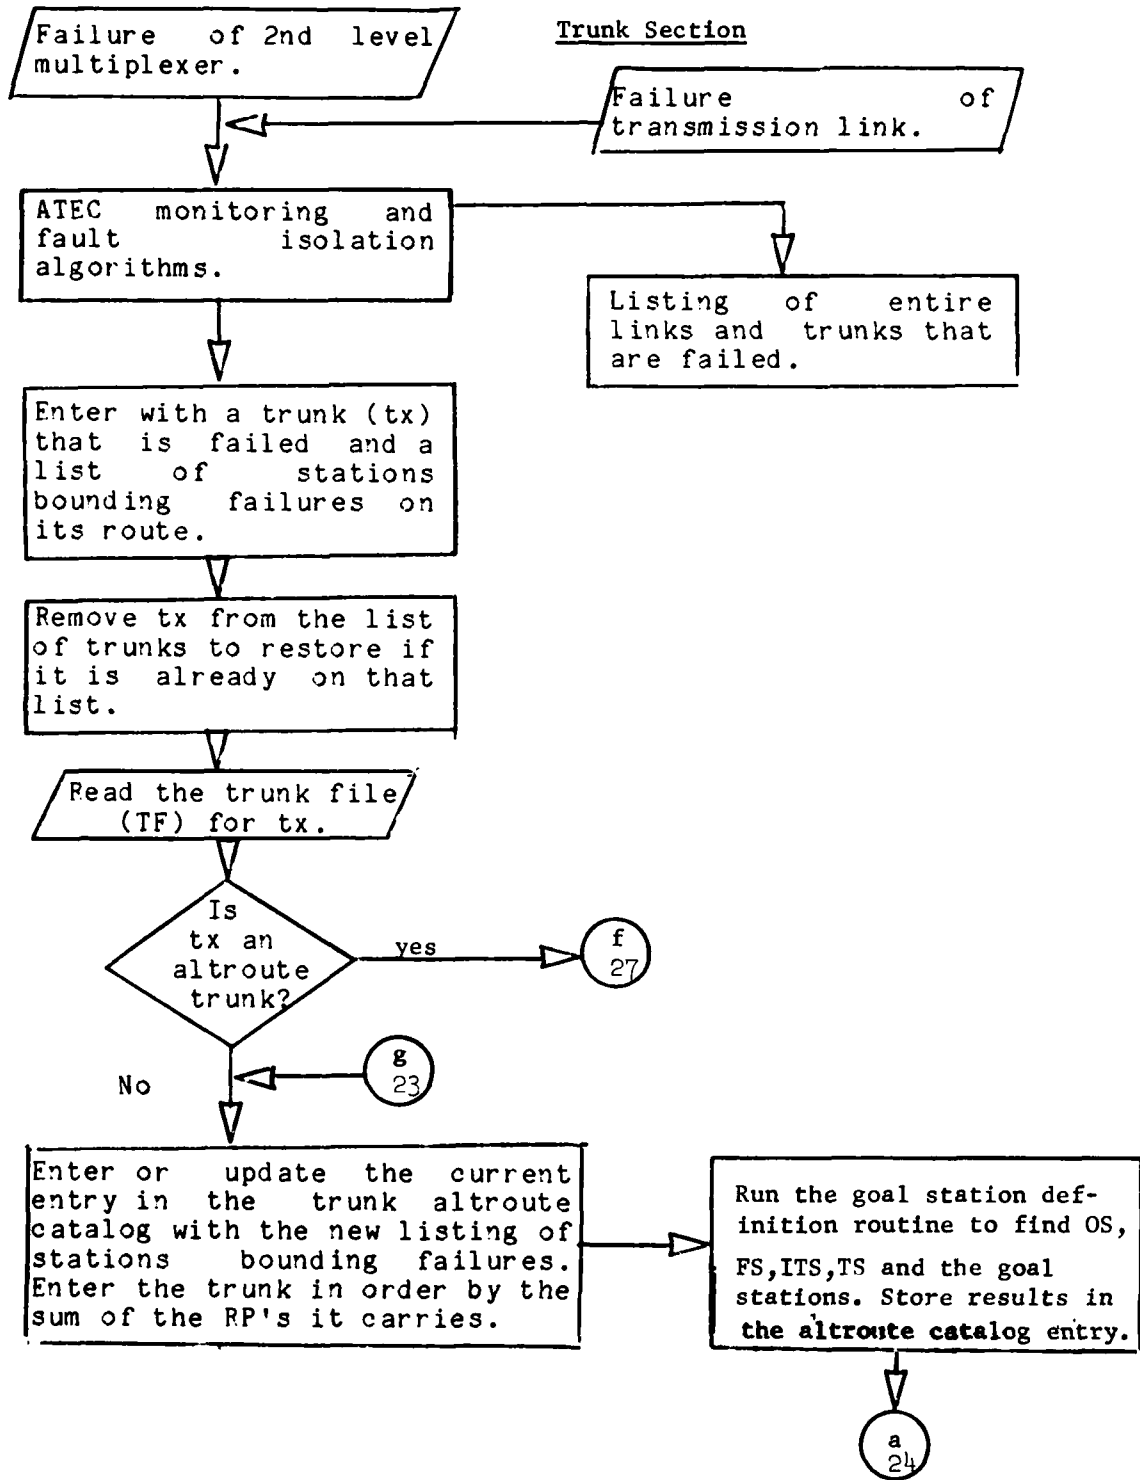 Trunk Section
Failure of 2nd level
multiplexer.
Failure of
transmission link.
ATEC monitoring and
fault isolation
algorithms.
Listing of entire
links and trunks that
are failed.
Enter with a trunk (tx)
that is failed and a
list of stations
bounding failures on
its route.
Remove tx from the list
of trunks to restore if
it is already on that
list.
Read the trunk file
(TF) for tx.
Is
tx an
altroute
trunk?
yes
f
27
No
g
23
Enter or update the current
entry in the trunk altroute
catalog with the new listing of
stations bounding failures.
Enter the trunk in order by the
sum of the RP's it carries.
Run the goal station def-
inition routine to find OS,
FS,ITS,TS and the goal
stations. Store results in
the altroute catalog entry.
a
24